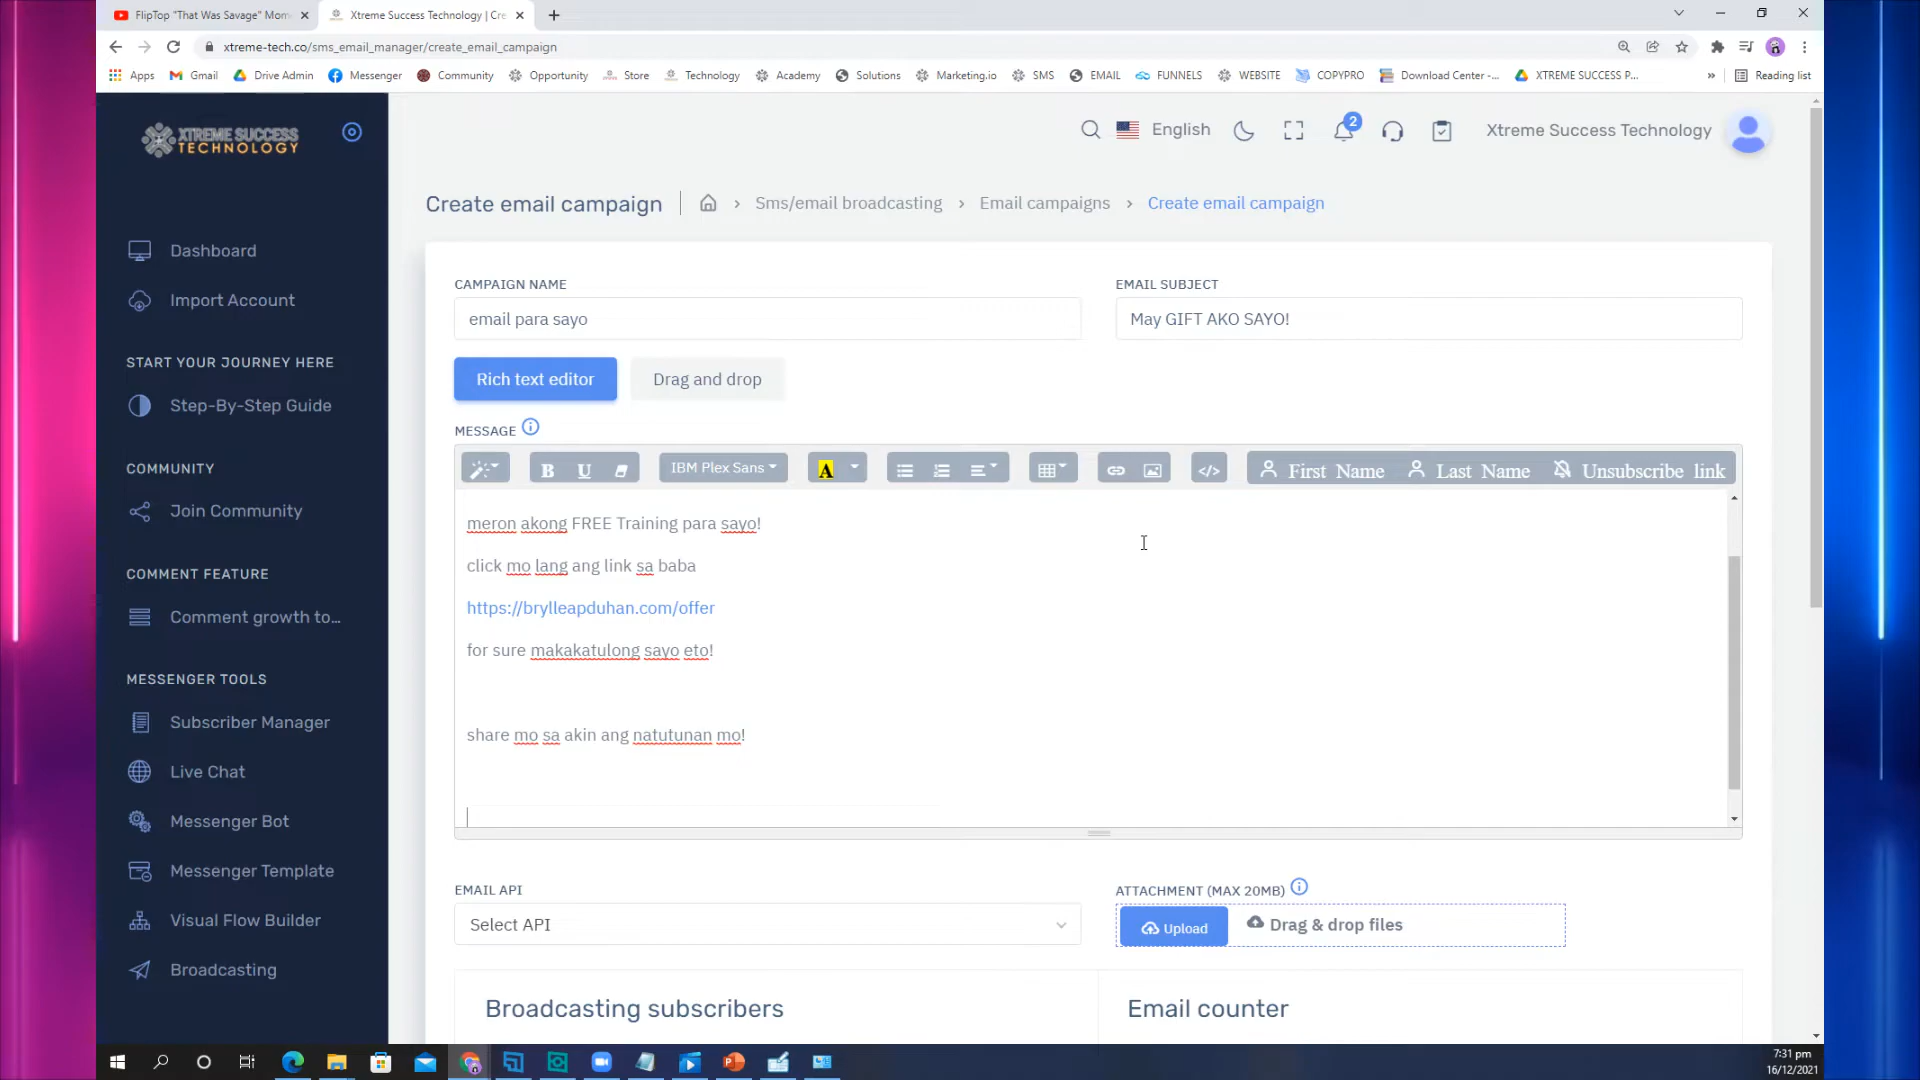 FlipTop "That Was Savage" Mom
Xtreme Success Technology | Cre
xtreme-tech.co/sms_email_manager/create_email_campaign
Apps Gmail Drive Admin Messenger Community Opportunity Store Technology Academy Solutions Marketing.io SMS EMAIL FUNNELS WEBSITE COPYPRO Download Center -... XTREME SUCCESS P... » Reading list
XTREME SUCCESS
TECHNOLOGY
English
2
Xtreme Success Technology
Dashboard
Import Account
START YOUR JOURNEY HERE
Step-By-Step Guide
COMMUNITY
Join Community
COMMENT FEATURE
Comment growth to...
MESSENGER TOOLS
Subscriber Manager
Live Chat
Messenger Bot
Messenger Template
Visual Flow Builder
Broadcasting
Create email campaign
Sms/email broadcasting
Email campaigns
Create email campaign
CAMPAIGN NAME
email para sayo
EMAIL SUBJECT
May GIFT AKO SAYO!
Rich text editor
Drag and drop
MESSAGE
B U IBM Plex Sans A </> First Name Last Name Unsubscribe link
meron akong FREE Training para sayo!
click mo lang ang link sa baba
https://brylleapduhan.com/offer
for sure makakatulong sayo eto!
share mo sa akin ang natutunan mo!
EMAIL API
Select API
ATTACHMENT (MAX 20MB)
Upload
Drag & drop files
Broadcasting subscribers
Email counter
7:31 pm
16/12/2021